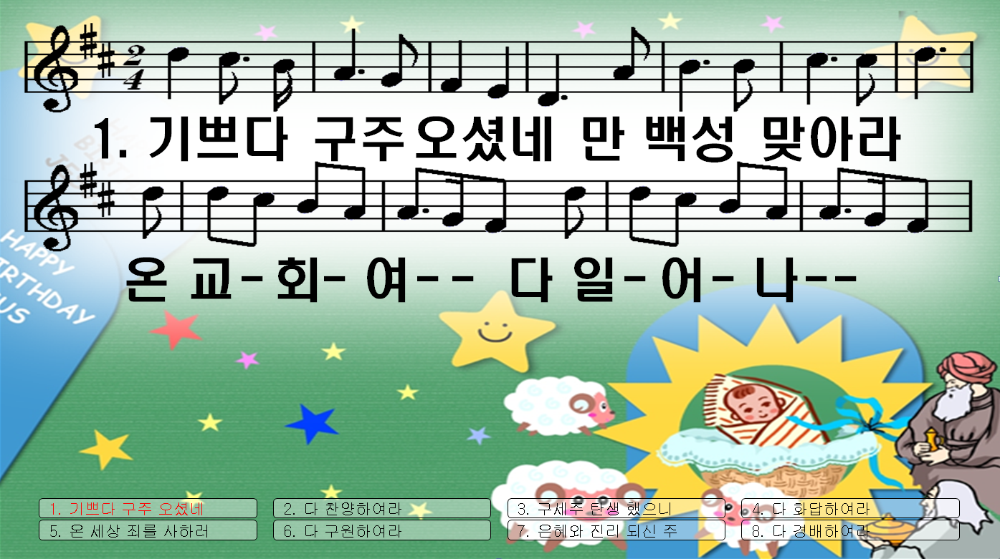 2
4
1. 기쁘다 구주오셨네 만 백성 맞아라
온 교-회- 여-- 다 일-어-나--
HAPPY
BIRTHDAY
1. 기쁘다 구주 오셨네
2. 다 찬양하여라
3. 구세주 탄생 했으니
4. 다 화답하여라
5. 온 세상 죄를 사하러
6. 다 구원하여라
7. 은혜와 진리 되신 주
8. 다 경배하여라